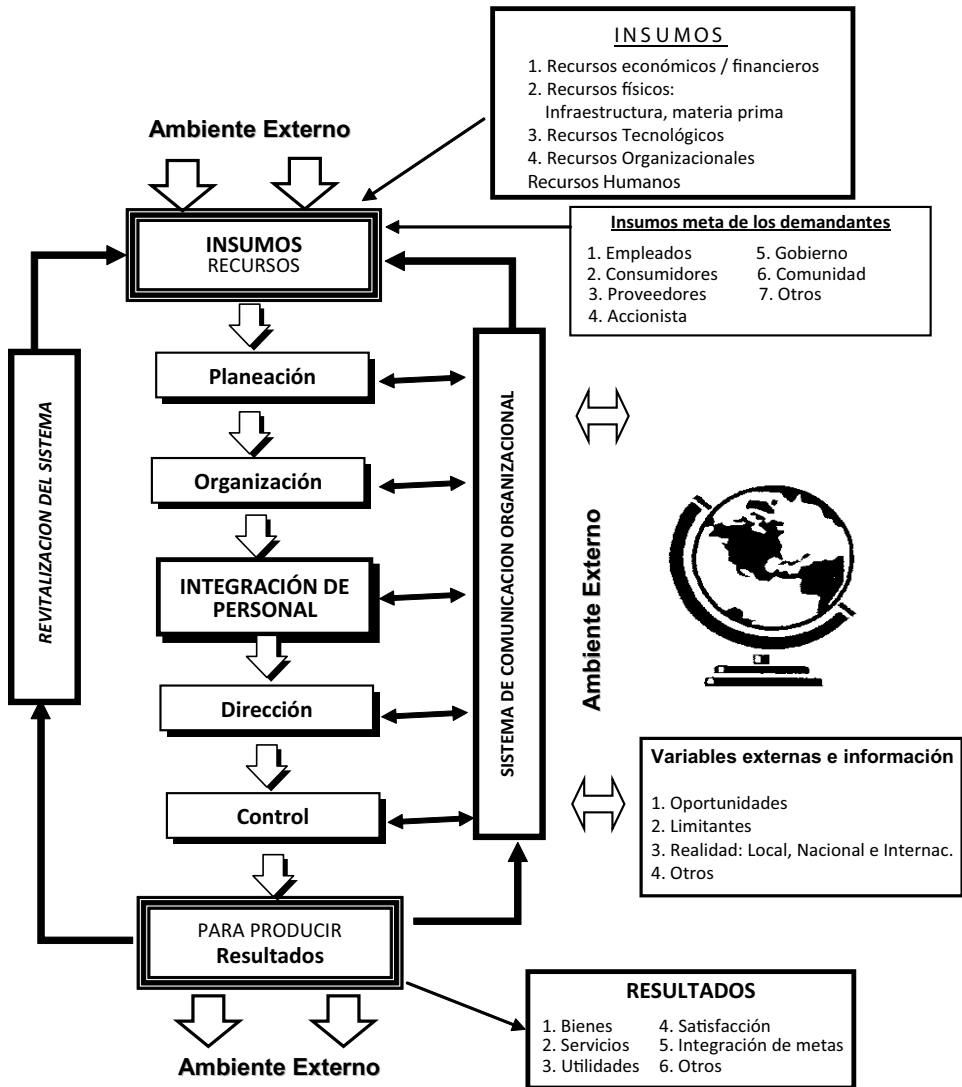 INSUMOS
1. Recursos económicos / financieros
2. Recursos físicos:
Infraestructura, materia prima
3. Recursos Tecnológicos
4. Recursos Organizacionales
Recursos Humanos
Ambiente Externo
INSUMOS
RECURSOS
Insumos meta de los demandantes
1. Empleados
2. Consumidores
3. Proveedores
4. Accionista
5. Gobierno
6. Comunidad
7. Otros
Planeación
Organización
INTEGRACIÓN DE
PERSONAL
Dirección
Control
REVITALIZACION DEL SISTEMA
SISTEMA DE COMUNICACION ORGANIZACIONAL
Ambiente Externo
Variables externas e información
1. Oportunidades
2. Limitantes
3. Realidad: Local, Nacional e Internac.
4. Otros
PARA PRODUCIR
Resultados
Ambiente Externo
RESULTADOS
1. Bienes
2. Servicios
3. Utilidades
4. Satisfacción
5. Integración de metas
6. Otros